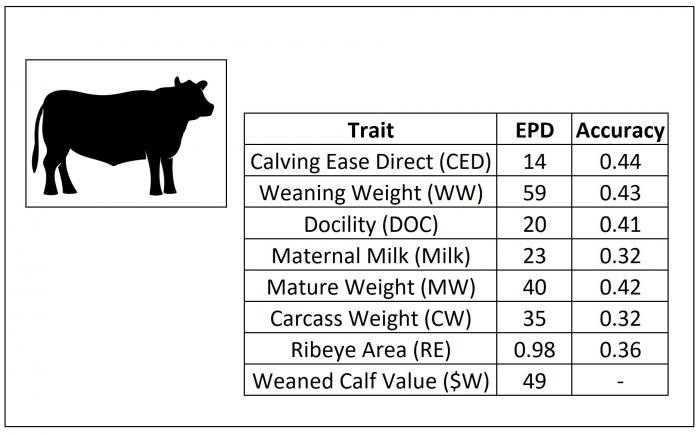 Trait EPD Accuracy
Calving Ease Direct (CED) 14 0.44
Weaning Weight (WW) 59 0.43
Docility (DOC) 20 0.41
Maternal Milk (Milk) 23 0.32
Mature Weight (MW) 40 0.42
Carcass Weight (CW) 35 0.32
Ribeye Area (RE) 0.98 0.36
Weaned Calf Value ($W) 49 -